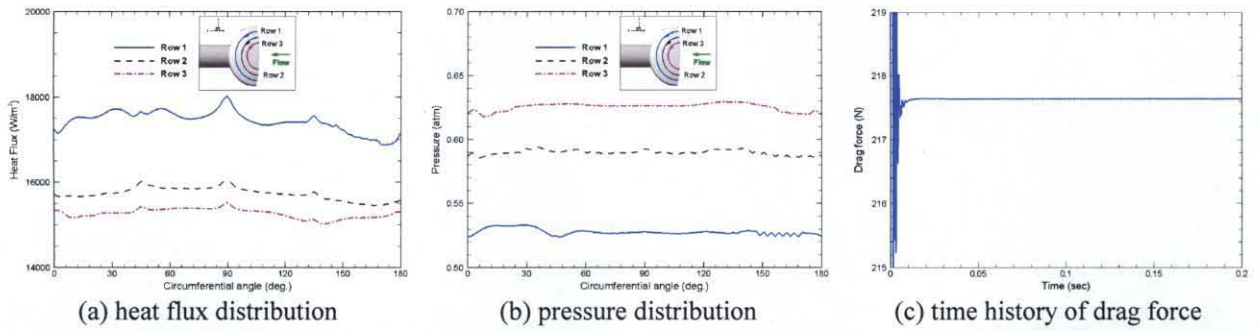 20000
18000
16000
14000
Heat Flux (W/m²)
Row 1
Row 2
Row 3
Row 1
Row 3
Flow
Row 2
0 30 60 90 120 150 180
Circumferential angle (deg.)
(a) heat flux distribution
0.70
0.65
0.60
0.55
0.50
Pressure (atm)
Row 1
Row 2
Row 3
Row 1
Row 3
Flow
Row 2
0 30 60 90 120 150 180
Circumferential angle (deg.)
(b) pressure distribution
219
218
217
216
215
Drag force (N)
0 0.05 0.1 0.15 0.2
Time (sec)
(c) time history of drag force